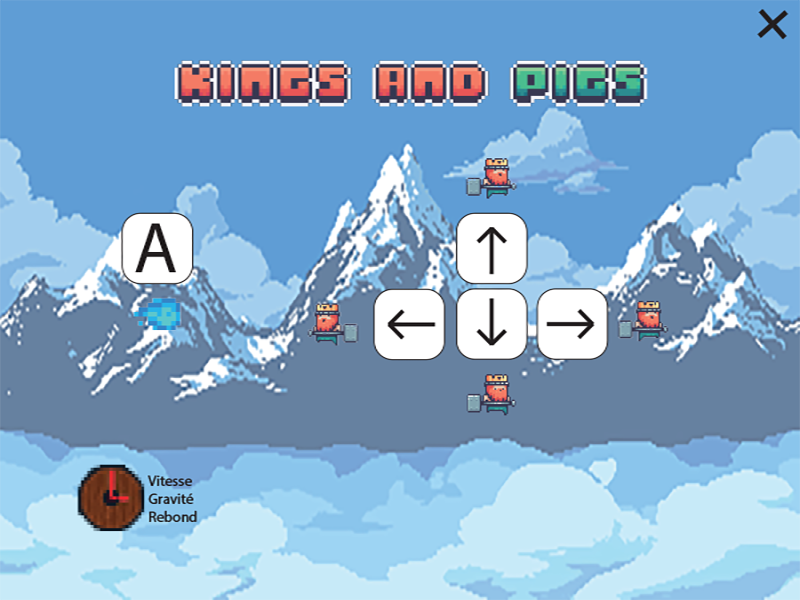 KINGS AND PIGS
A
↑
← ↓ →
Vitesse
Gravité
Rebond